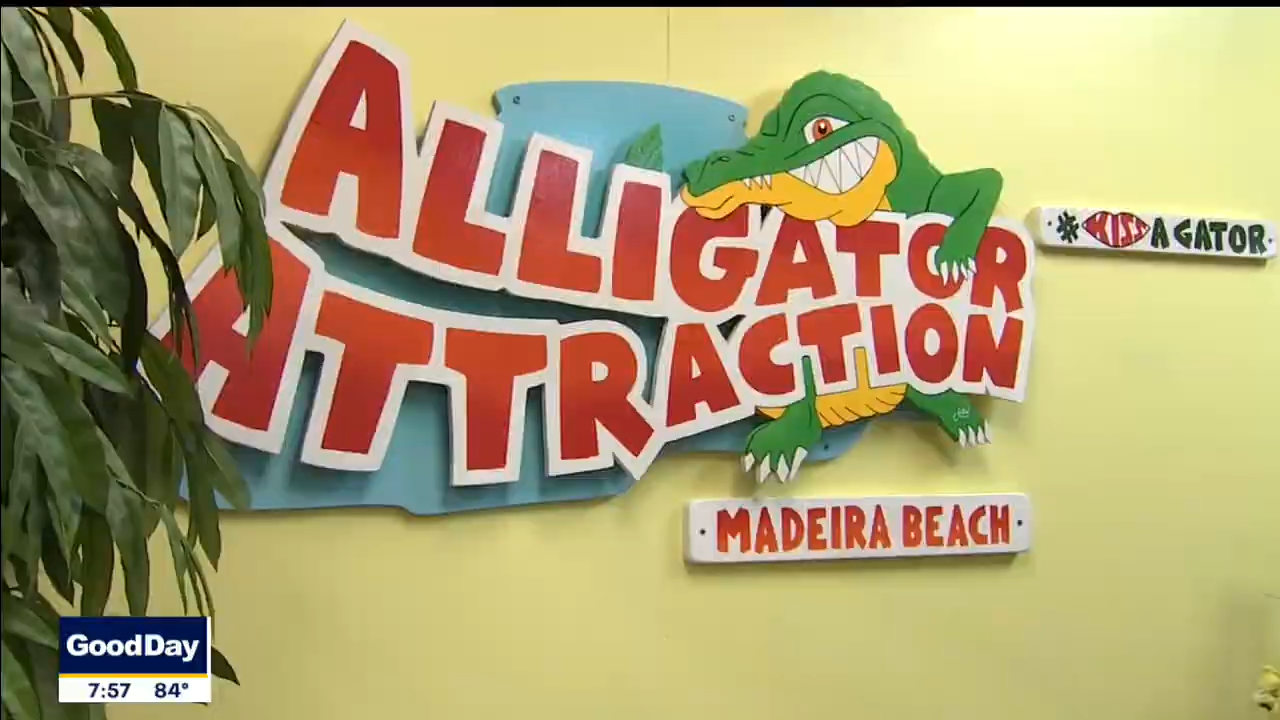 ALLIGATOR
ATTRACTION
#KISS A GATOR
MADEIRA BEACH
GoodDay
7:57 84°